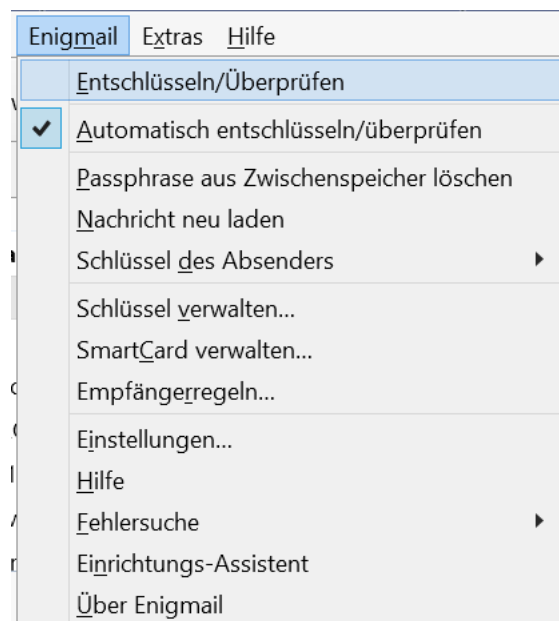 Enigmail Extras Hilfe
Entschlüsseln/Überprüfen
Automatisch entschlüsseln/überprüfen
Passphrase aus Zwischenspeicher löschen
Nachricht neu laden
Schlüssel des Absenders
Schlüssel verwalten...
SmartCard verwalten...
Empfängerregeln...
Einstellungen...
Hilfe
Fehlersuche
Einrichtungs-Assistent
Über Enigmail